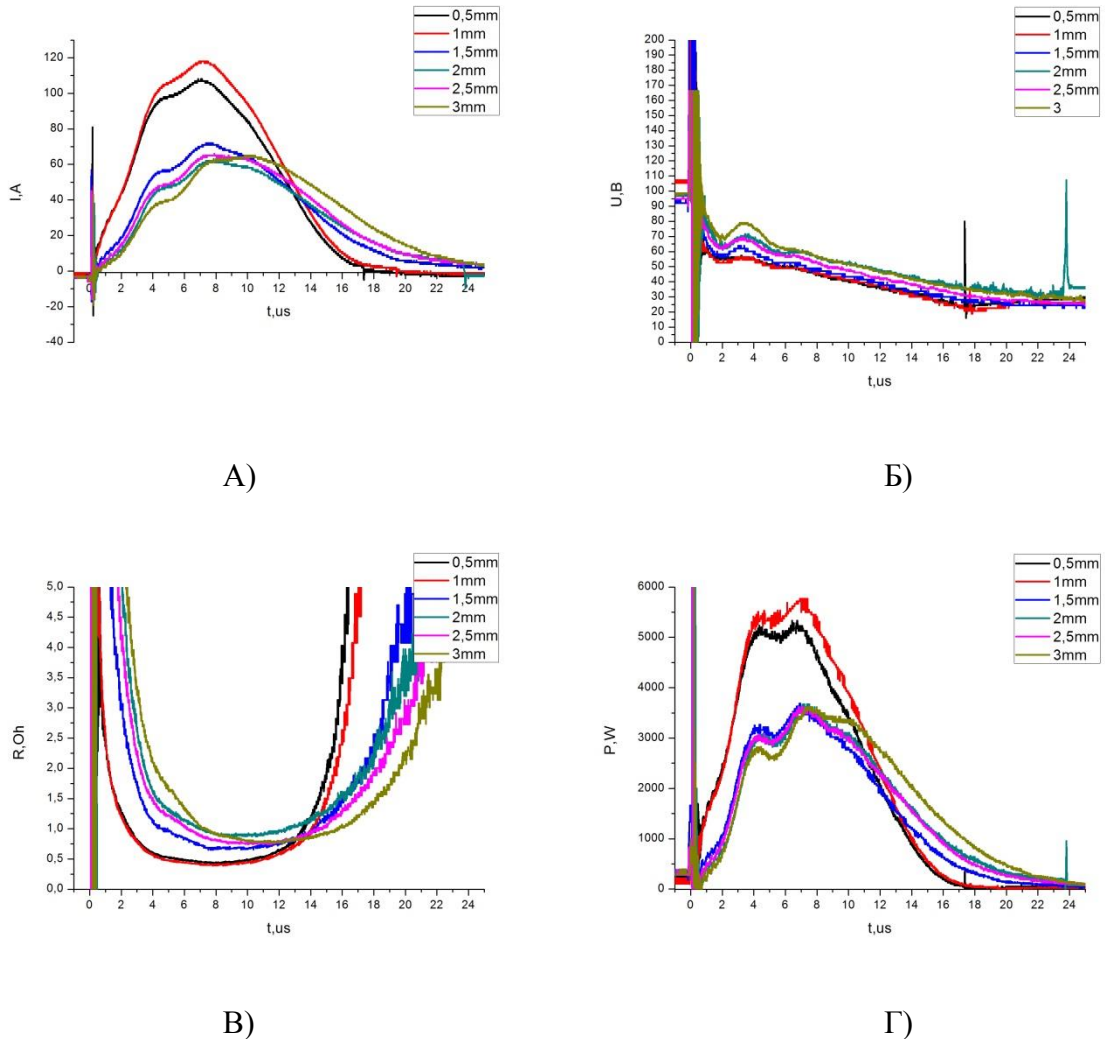 0,5mm
1mm
1,5mm
2mm
2,5mm
3mm
I,A
120
100
80
60
40
20
0
-20
-40
0 2 4 6 8 10 12 14 16 18 20 22 24
t,us
А)
0,5mm
1mm
1,5mm
2mm
2,5mm
3
U,B
200
190
180
170
160
150
140
130
120
110
100
90
80
70
60
50
40
30
20
10
0
0 2 4 6 8 10 12 14 16 18 20 22 24
t,us
Б)
0,5mm
1mm
1,5mm
2mm
2,5mm
3mm
R,Oh
5,0
4,5
4,0
3,5
3,0
2,5
2,0
1,5
1,0
0,5
0,0
0 2 4 6 8 10 12 14 16 18 20 22 24
t,us
В)
0,5mm
1mm
1,5mm
2mm
2,5mm
3mm
P,W
6000
5000
4000
3000
2000
1000
0
0 2 4 6 8 10 12 14 16 18 20 22 24
t,us
Г)